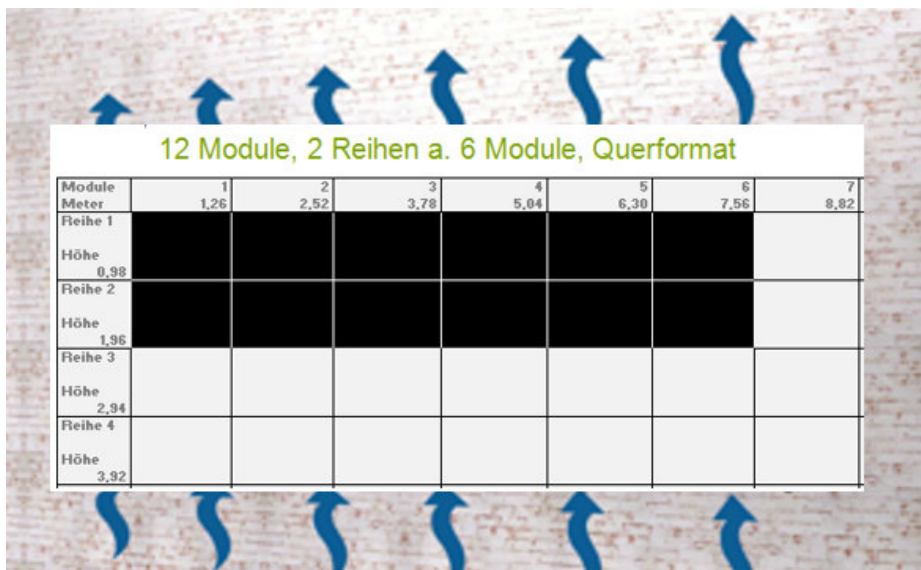 12 Module, 2 Reihen a. 6 Module, Querformat
Module 1 2 3 4 5 6 7
Meter 1,26 2,52 3,78 5,04 6,30 7,56 8,82
Reihe 1
Höhe
0,98
Reihe 2
Höhe
1,96
Reihe 3
Höhe
2,94
Reihe 4
Höhe
3,92